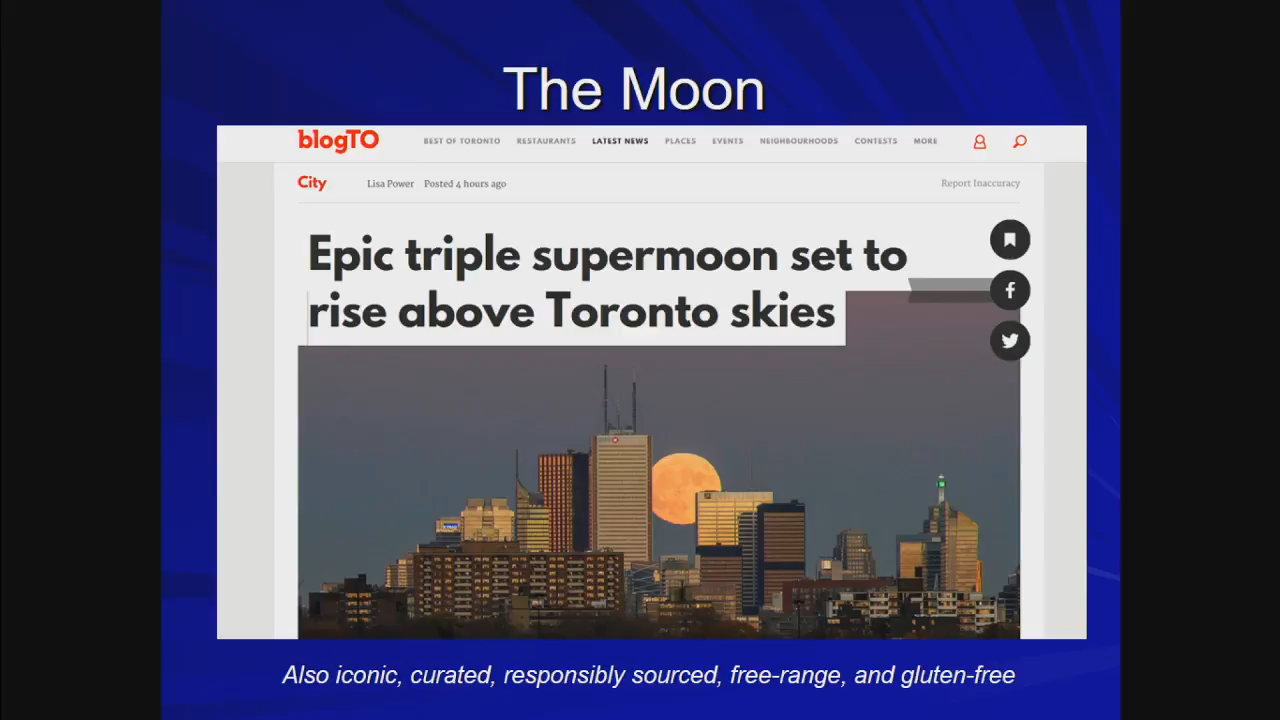 The Moon
blogTO
BEST OF TORONTO RESTAURANTS LATEST NEWS PLACES EVENTS NEIGHBOURHOODS CONTESTS MORE
City Lisa Power Posted 4 hours ago Report Inaccuracy
Epic triple supermoon set to
rise above Toronto skies
Also iconic, curated, responsibly sourced, free-range, and gluten-free